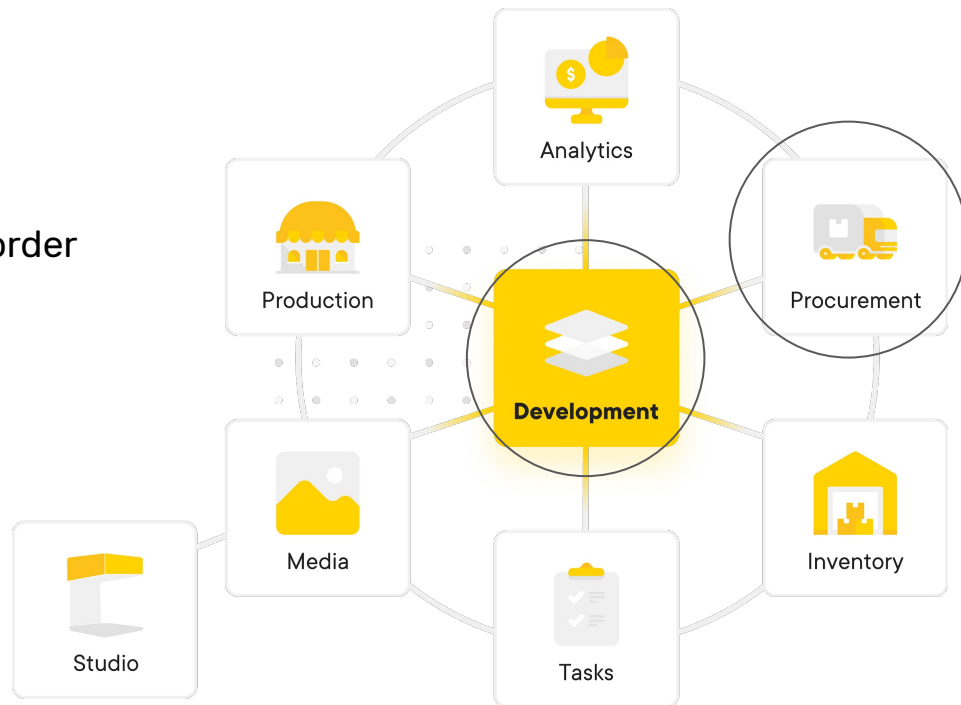 Analytics
order
Production
Procurement
Development
Media
Inventory
Studio
Tasks
$